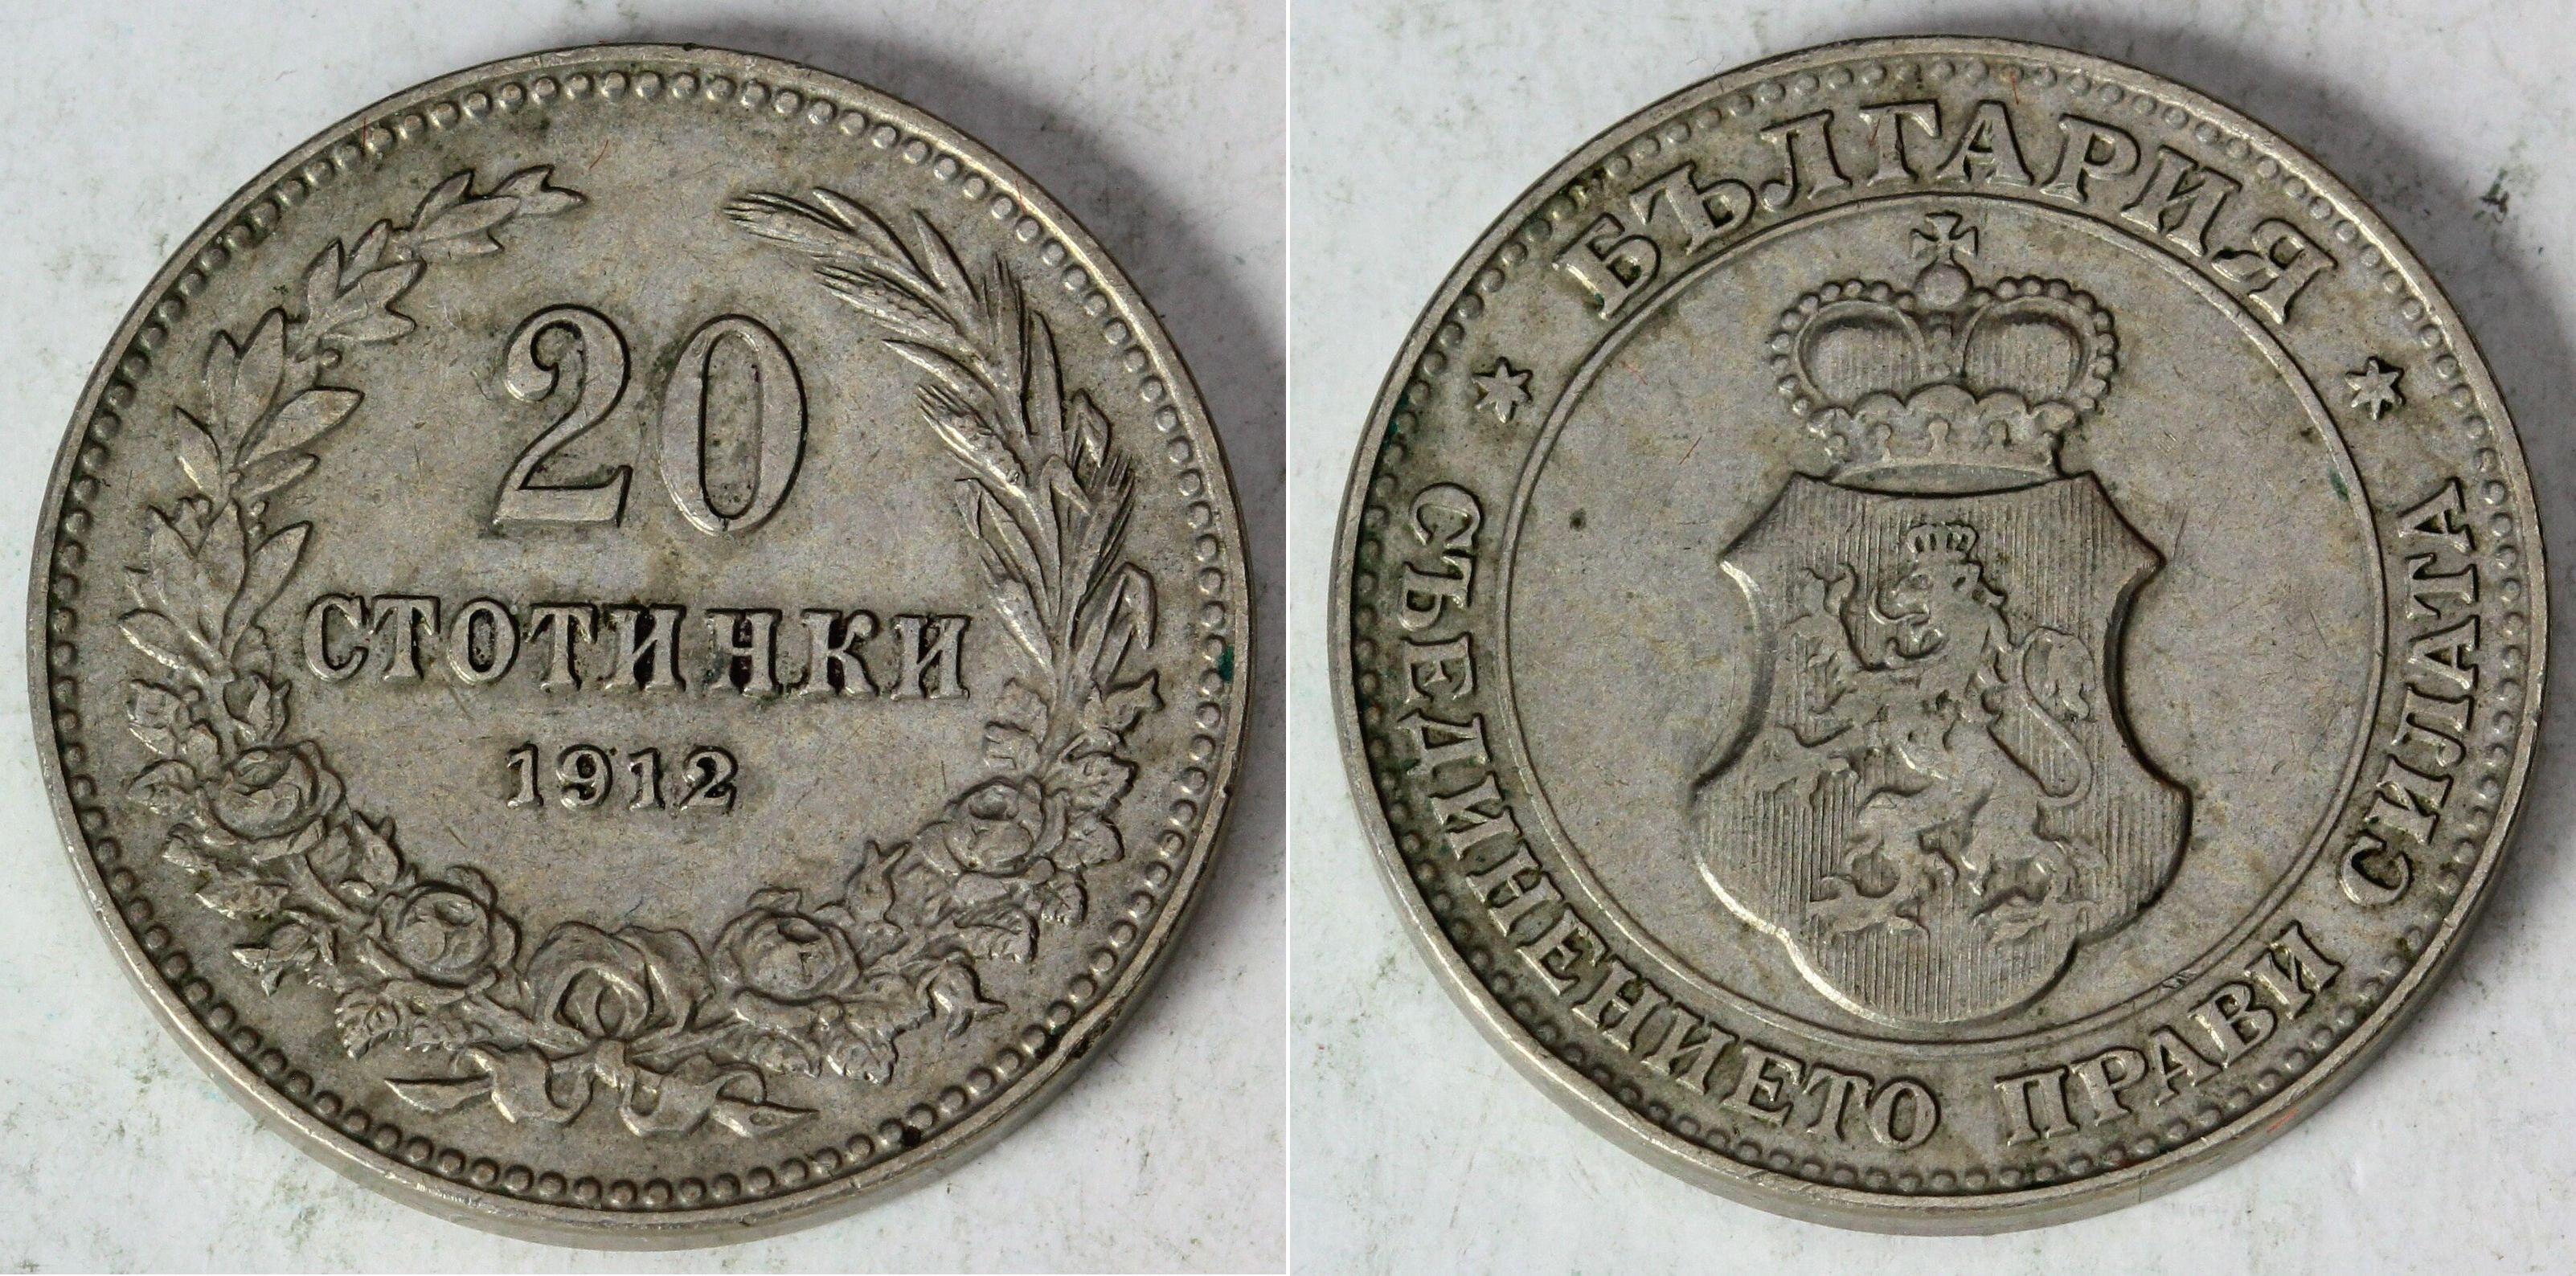 20
СТОТИНКИ
1912
БЪЛГАРИЯ
СЪЕДИНЕНИЕТО ПРАВИ СИЛАТА